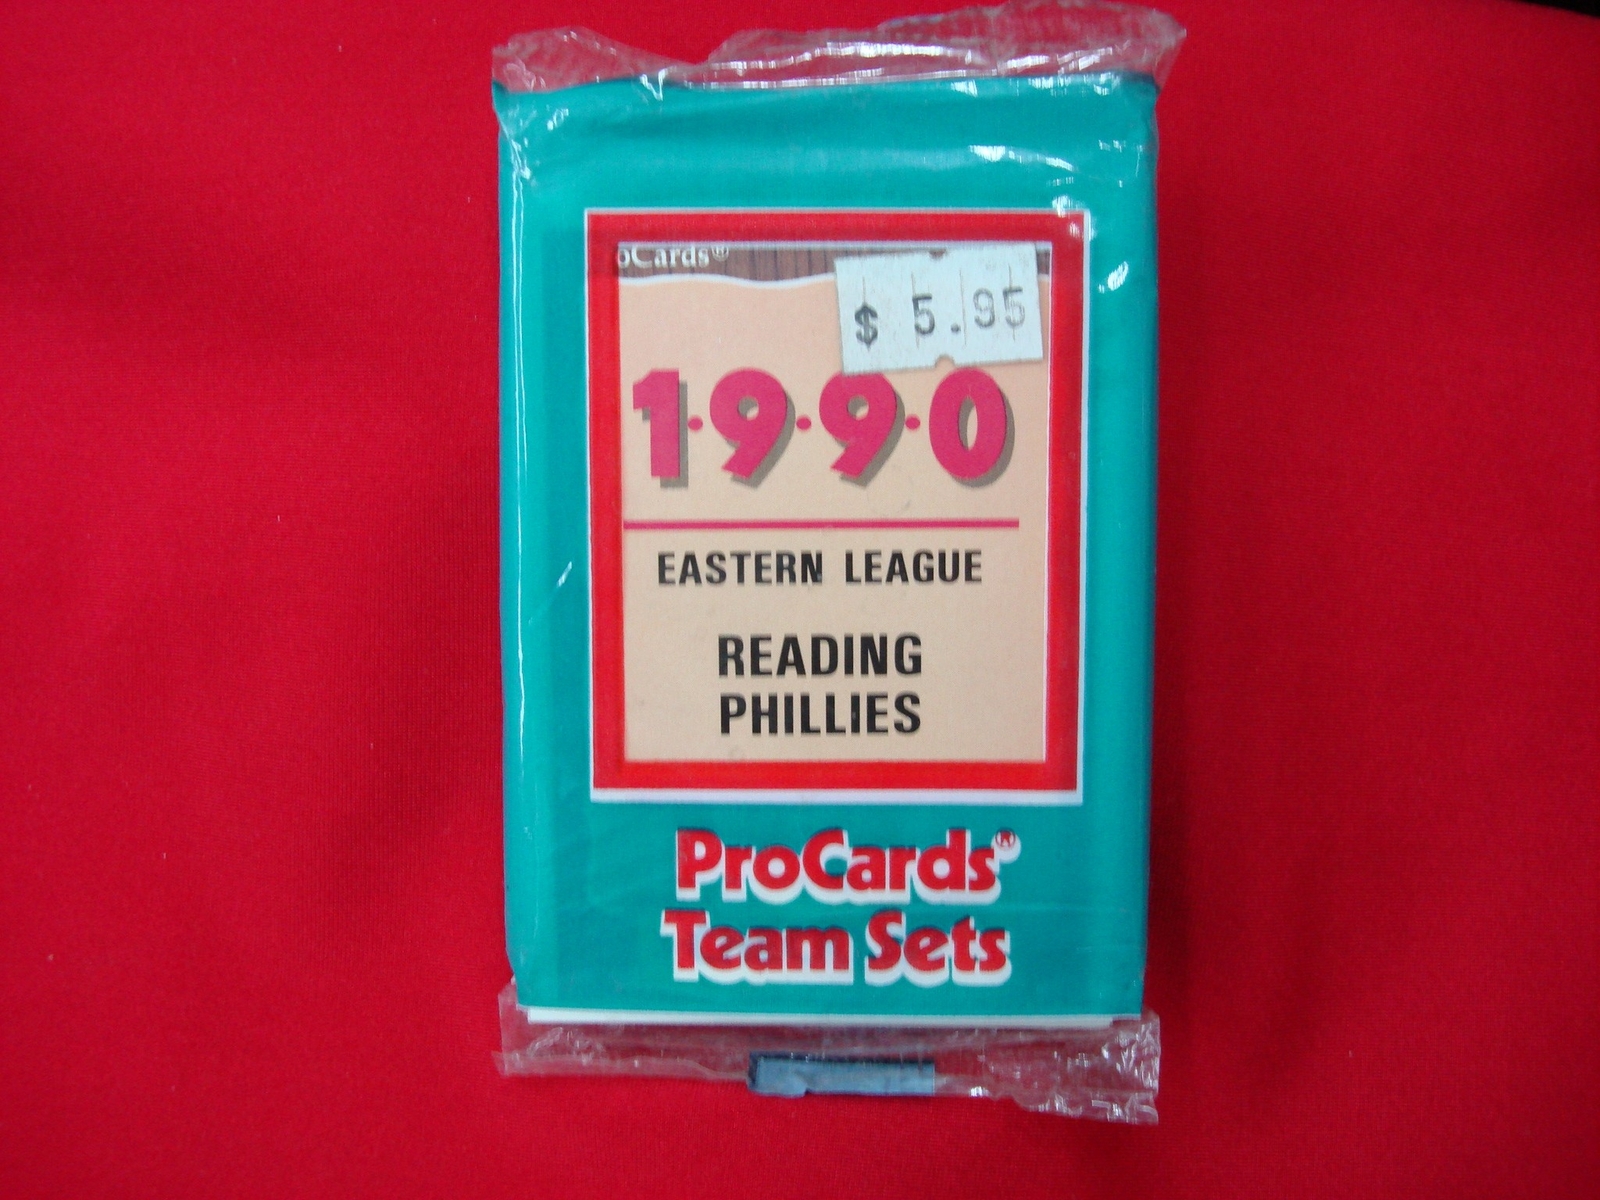 oCards®
$ 5.95
1·9·9·0
EASTERN LEAGUE
READING
PHILLIES
ProCards®
Team Sets